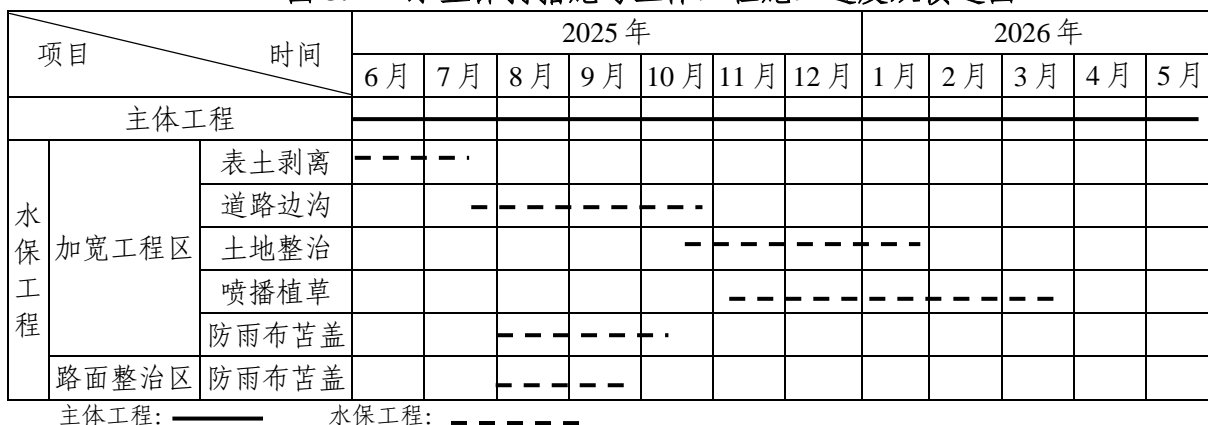 项目 时间 2025年 2026年
6月 7月 8月 9月 10月 11月 12月 1月 2月 3月 4月 5月
主体工程
水保工程 加宽工程区 表土剥离
道路边沟
土地整治
喷播植草
防雨布苫盖
路面整治区 防雨布苫盖
主体工程: 水保工程: